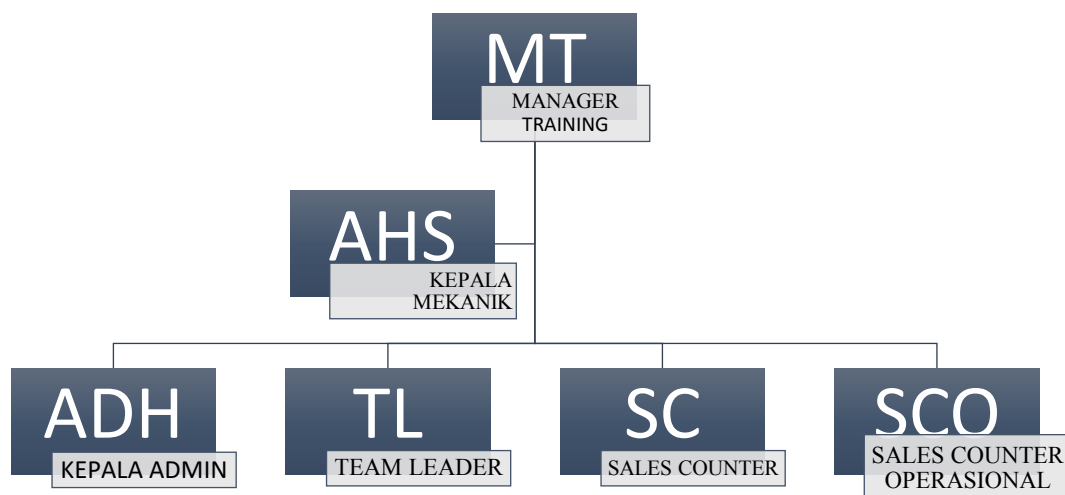 MT
MANAGER
TRAINING
AHS
KEPALA
MEKANIK
ADH
KEPALA ADMIN
TL
TEAM LEADER
SC
SALES COUNTER
SCO
SALES COUNTER
OPERASIONAL